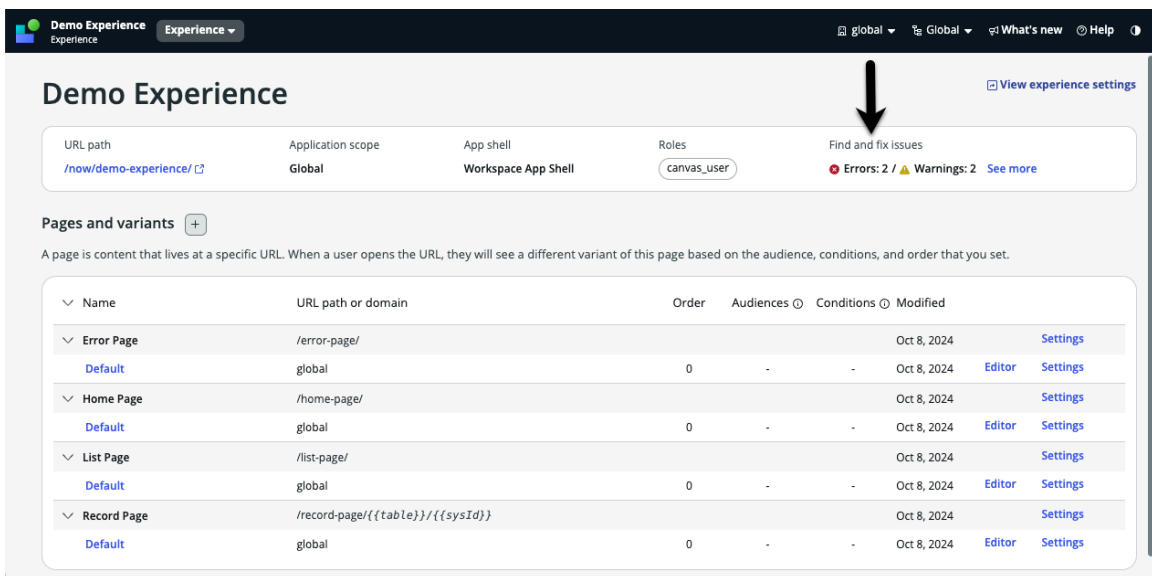 Demo Experience
Experience
Experience
global
Global
What's new
Help
Demo Experience
View experience settings
URL path Application scope App shell Roles Find and fix issues
/now/demo-experience/ Global Workspace App Shell canvas_user Errors: 2 / Warnings: 2 See more
Pages and variants +
A page is content that lives at a specific URL. When a user opens the URL, they will see a different variant of this page based on the audience, conditions, and order that you set.
Name URL path or domain Order Audiences Conditions Modified
Error Page /error-page/ Oct 8, 2024 Settings
Default global 0 - - Oct 8, 2024 Editor Settings
Home Page /home-page/ Oct 8, 2024 Settings
Default global 0 - - Oct 8, 2024 Editor Settings
List Page /list-page/ Oct 8, 2024 Settings
Default global 0 - - Oct 8, 2024 Editor Settings
Record Page /record-page/{{table}}/{{sysId}} Oct 8, 2024 Settings
Default global 0 - - Oct 8, 2024 Editor Settings